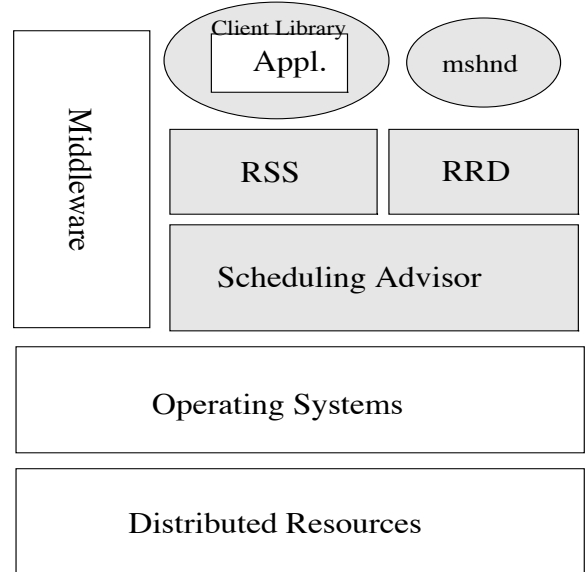 Client Library
Appl.
mshnd
Middleware
RSS
RRD
Scheduling Advisor
Operating Systems
Distributed Resources